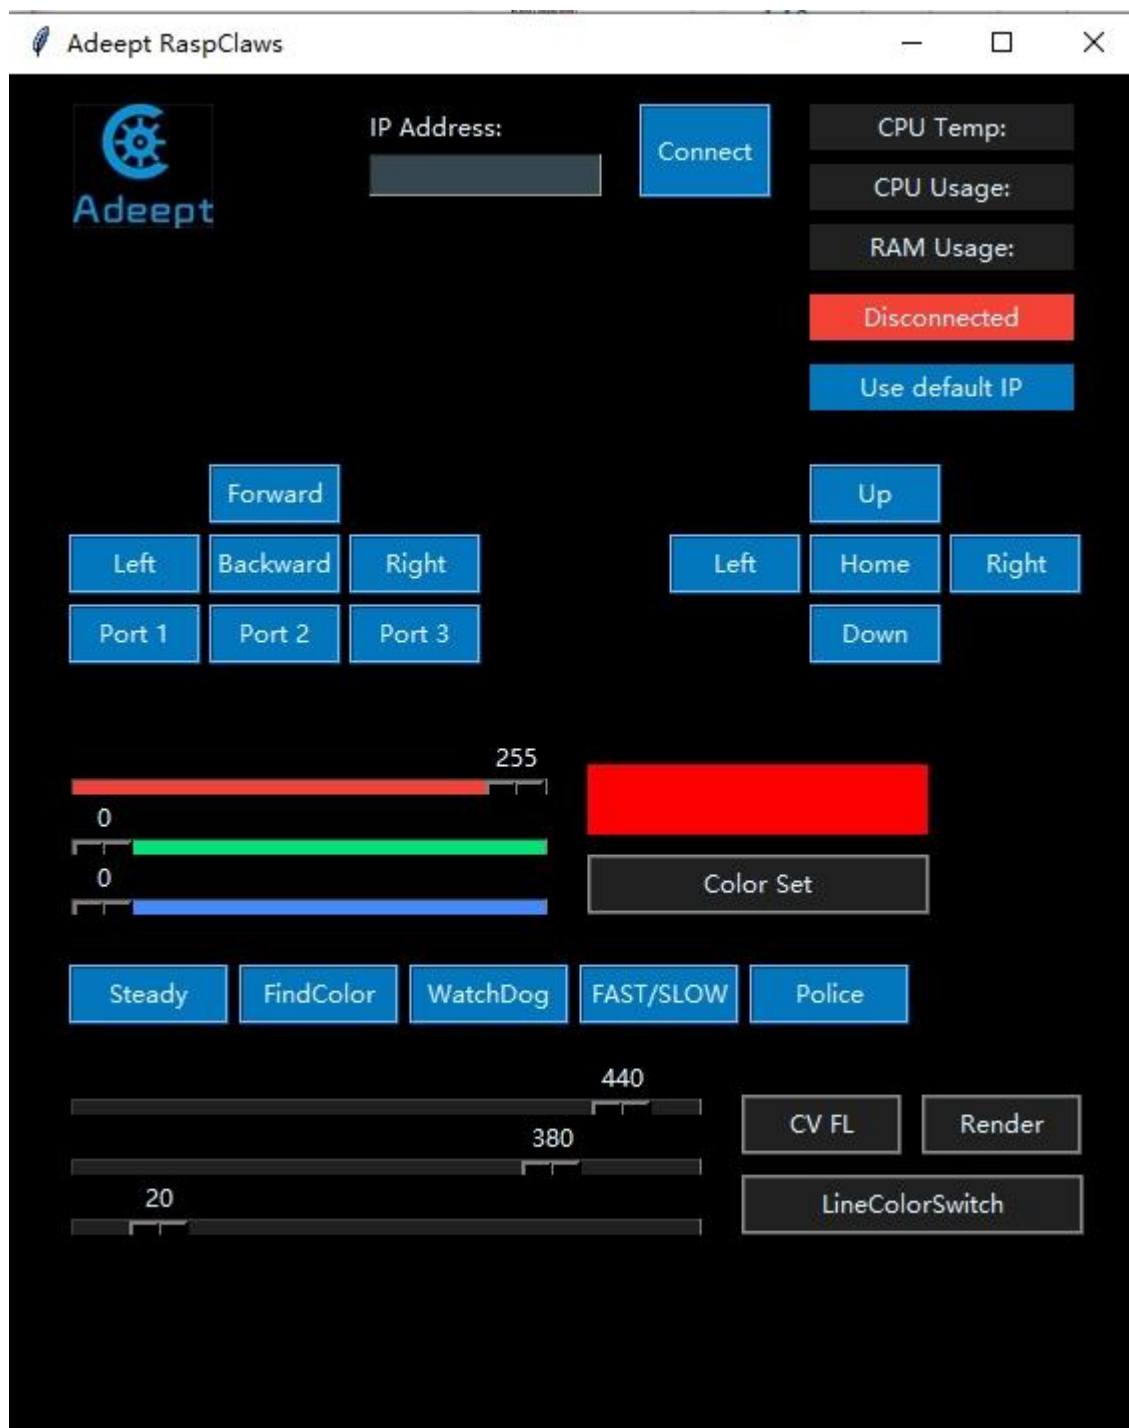 Adeept RaspClaws
Adeept
IP Address:
Connect
CPU Temp:
CPU Usage:
RAM Usage:
Disconnected
Use default IP
Forward
Left Backward Right
Port 1 Port 2 Port 3
Up
Left Home Right
Down
255
0
0
Color Set
Steady FindColor WatchDog FAST/SLOW Police
440
380
20
CV FL Render
LineColorSwitch